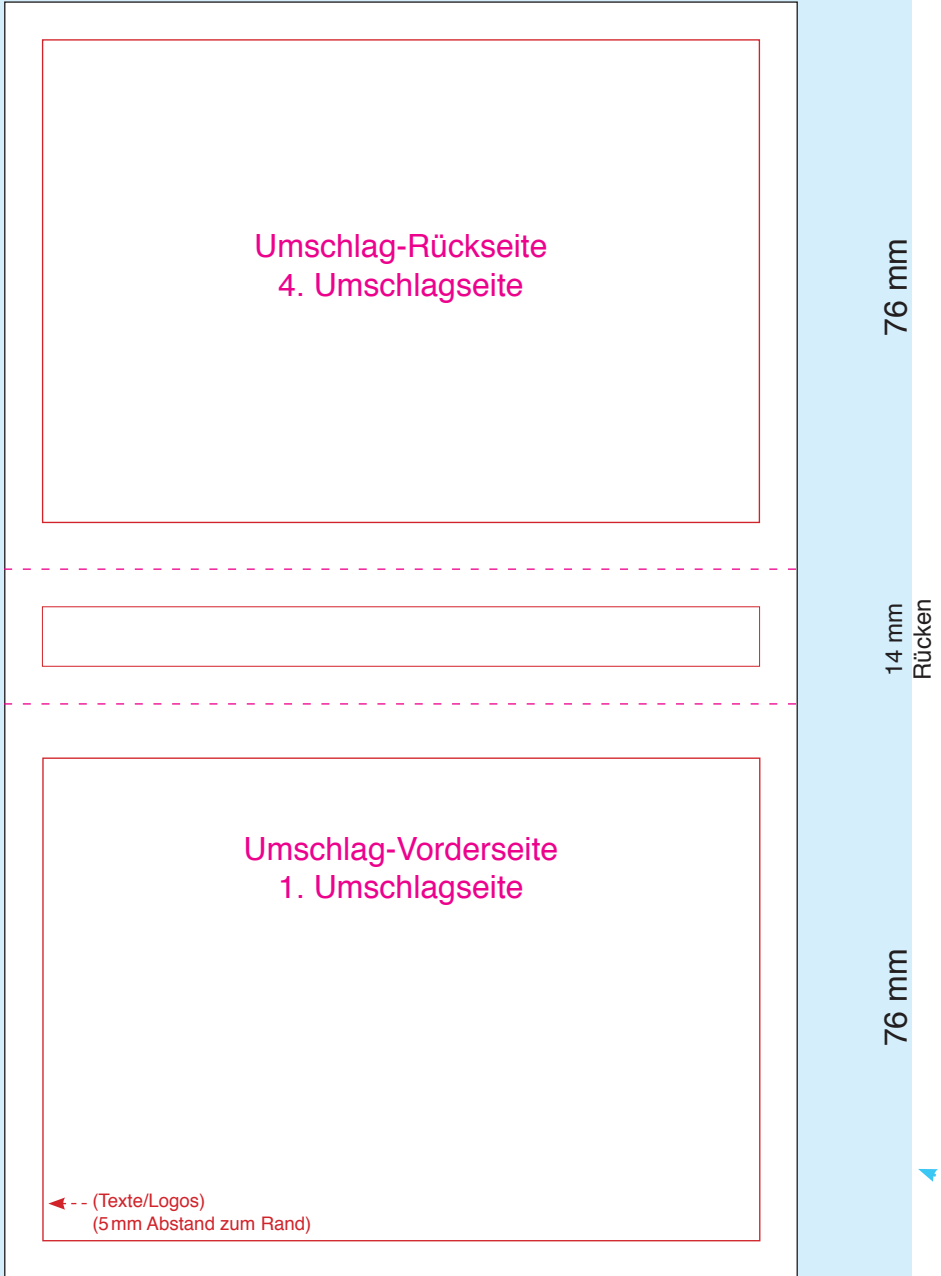 Umschlag-Rückseite
4. Umschlagseite
76 mm
14 mm
Rücken
Umschlag-Vorderseite
1. Umschlagseite
76 mm
(Texte/Logos)
(5 mm Abstand zum Rand)